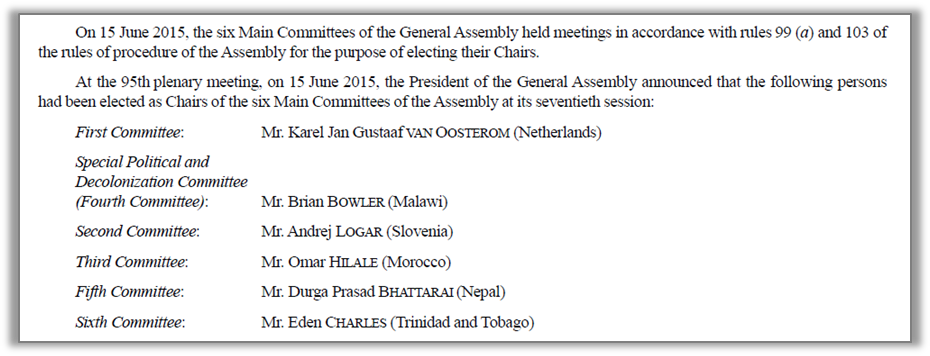 On 15 June 2015, the six Main Committees of the General Assembly held meetings in accordance with rules 99 (a) and 103 of
the rules of procedure of the Assembly for the purpose of electing their Chairs.
At the 95th plenary meeting, on 15 June 2015, the President of the General Assembly announced that the following persons
had been elected as Chairs of the six Main Committees of the Assembly at its seventieth session:
First Committee: Mr. Karel Jan Gustaaf VAN OOSTEROM (Netherlands)
Special Political and
Decolonization Committee
(Fourth Committee): Mr. Brian BOWLER (Malawi)
Second Committee: Mr. Andrej LOGAR (Slovenia)
Third Committee: Mr. Omar HILALE (Morocco)
Fifth Committee: Mr. Durga Prasad BHATTARAI (Nepal)
Sixth Committee: Mr. Eden CHARLES (Trinidad and Tobago)